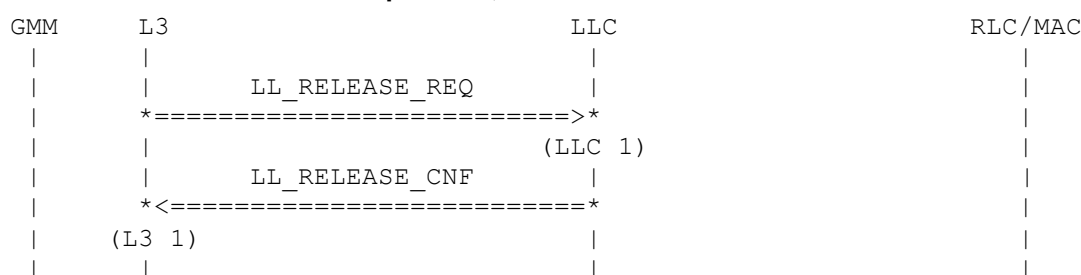 GMM L3 LLC RLC/MAC
| | | |
| | LL_RELEASE_REQ | |
| *==========================>* |
| | (LLC 1) |
| | LL_RELEASE_CNF | |
| *<==========================* |
| (L3 1) | |
| | | |